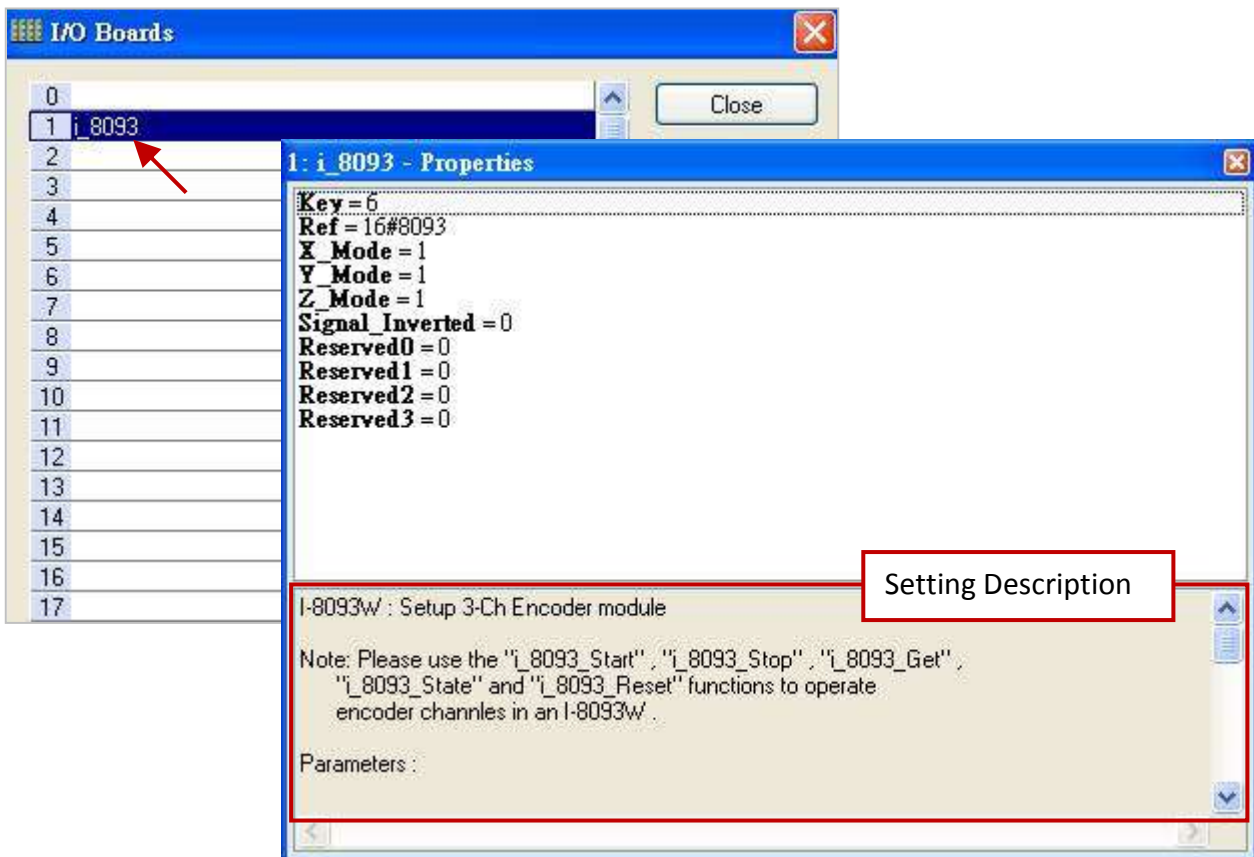 I/O Boards
Close
0
1 i_8093
2
3
4
5
6
7
8
9
10
11
12
13
14
15
16
17
1: i_8093 - Properties
Key = 6
Ref = 16#8093
X_Mode = 1
Y_Mode = 1
Z_Mode = 1
Signal_Inverted = 0
Reserved0 = 0
Reserved1 = 0
Reserved2 = 0
Reserved3 = 0
Setting Description
I-8093W : Setup 3-Ch Encoder module
Note: Please use the "i_8093_Start" , "i_8093_Stop" , "i_8093_Get" ,
"i_8093_State" and "i_8093_Reset" functions to operate
encoder channles in an I-8093W .
Parameters :